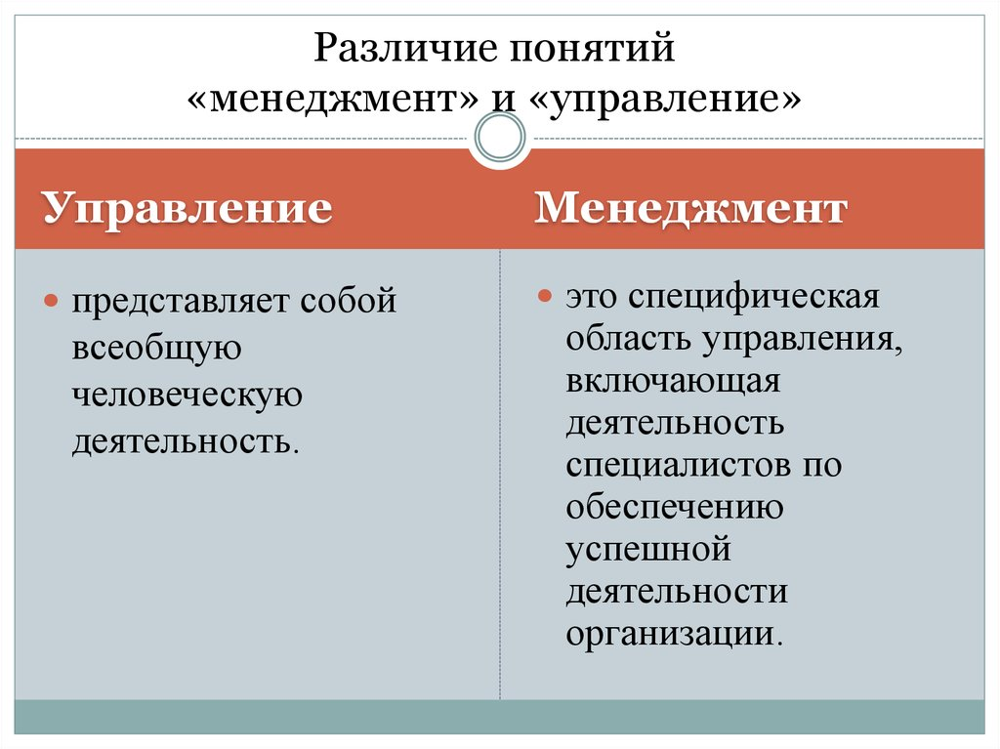 Различие понятий
«менеджмент» и «управление»
Управление
представляет собой
всеобщую
человеческую
деятельность.
Менеджмент
это специфическая
область управления,
включающая
деятельность
специалистов по
обеспечению
успешной
деятельности
организации.